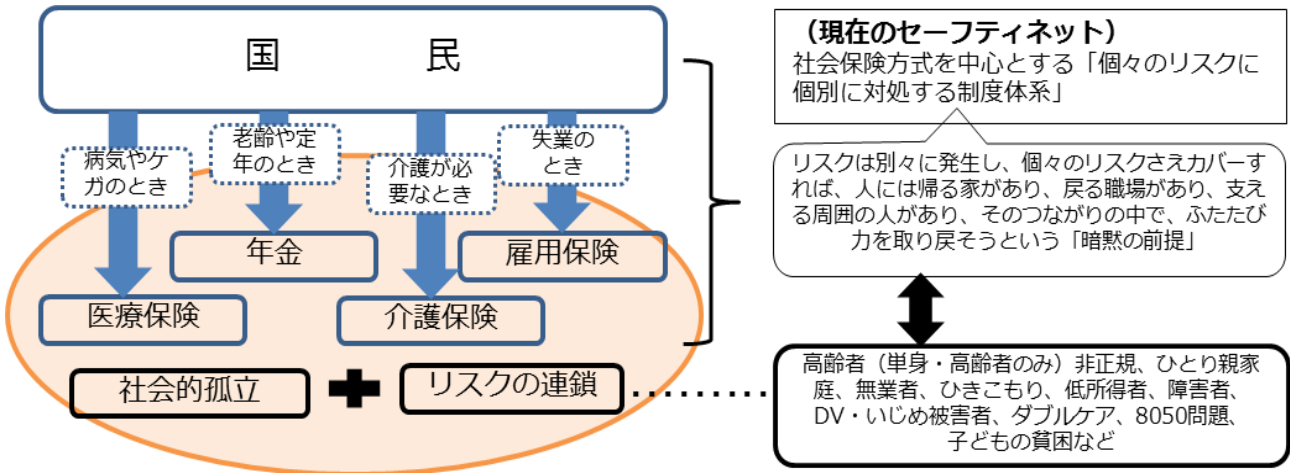 国　民
病気やケ
ガのとき
老齢や定
年のとき
介護が必
要なとき
失業の
とき
年金
雇用保険
医療保険
介護保険
社会的孤立
リスクの連鎖
（現在のセーフティネット）
社会保険方式を中心とする「個々のリスクに
個別に対処する制度体系」
リスクは別々に発生し、個々のリスクさえカバーす
れば、人には帰る家があり、戻る職場があり、支え
る周囲の人があり、そのつながりの中で、ふたたび
力を取り戻そうという「暗黙の前提」
高齢者（単身・高齢者のみ）非正規、ひとり親家
庭、無業者、ひきこもり、低所得者、障害者、
DV・いじめ被害者、ダブルケア、8050問題、
子どもの貧困など